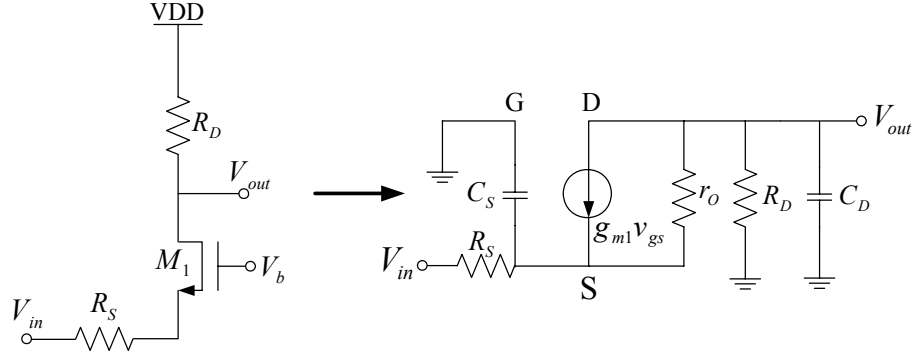 VDD
R_D
V_out
M_1
V_b
R_S
V_in
G
D
V_out
C_S
g_m1 v_gs
r_O
R_D
C_D
R_S
V_in
S